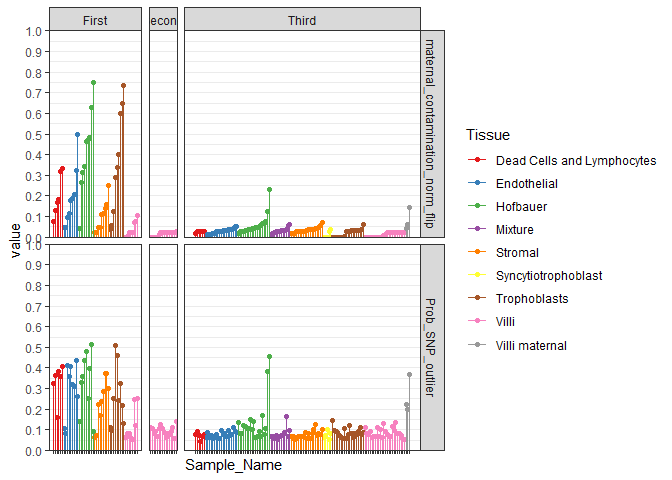 First
econ
Third
1.0
0.9
0.8
0.7
0.6
0.5
0.4
0.3
0.2
0.1
0.0
maternal_contamination_norm_flip
1.0
0.9
0.8
0.7
0.6
0.5
0.4
0.3
0.2
0.1
0.0
Prob_SNP_outlier
value
Sample_Name
Tissue
Dead Cells and Lymphocytes
Endothelial
Hofbauer
Mixture
Stromal
Syncytiotrophoblast
Trophoblasts
Villi
Villi maternal